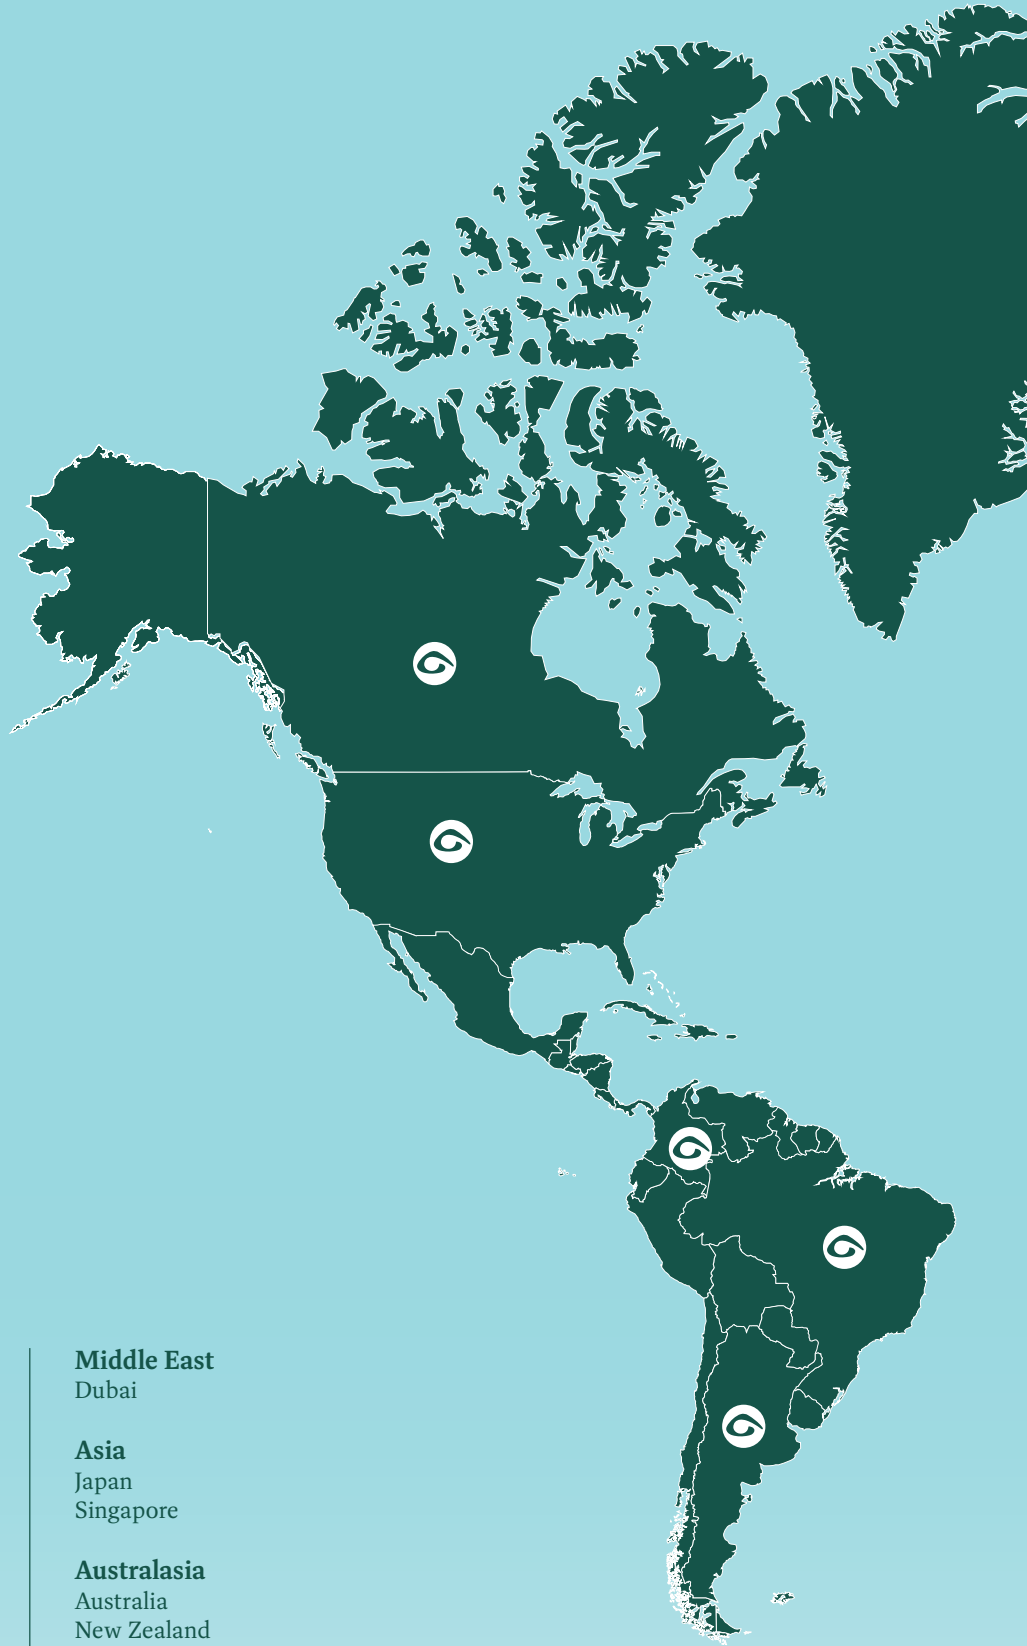 Middle East
Dubai
Asia
Japan
Singapore
Australasia
Australia
New Zealand